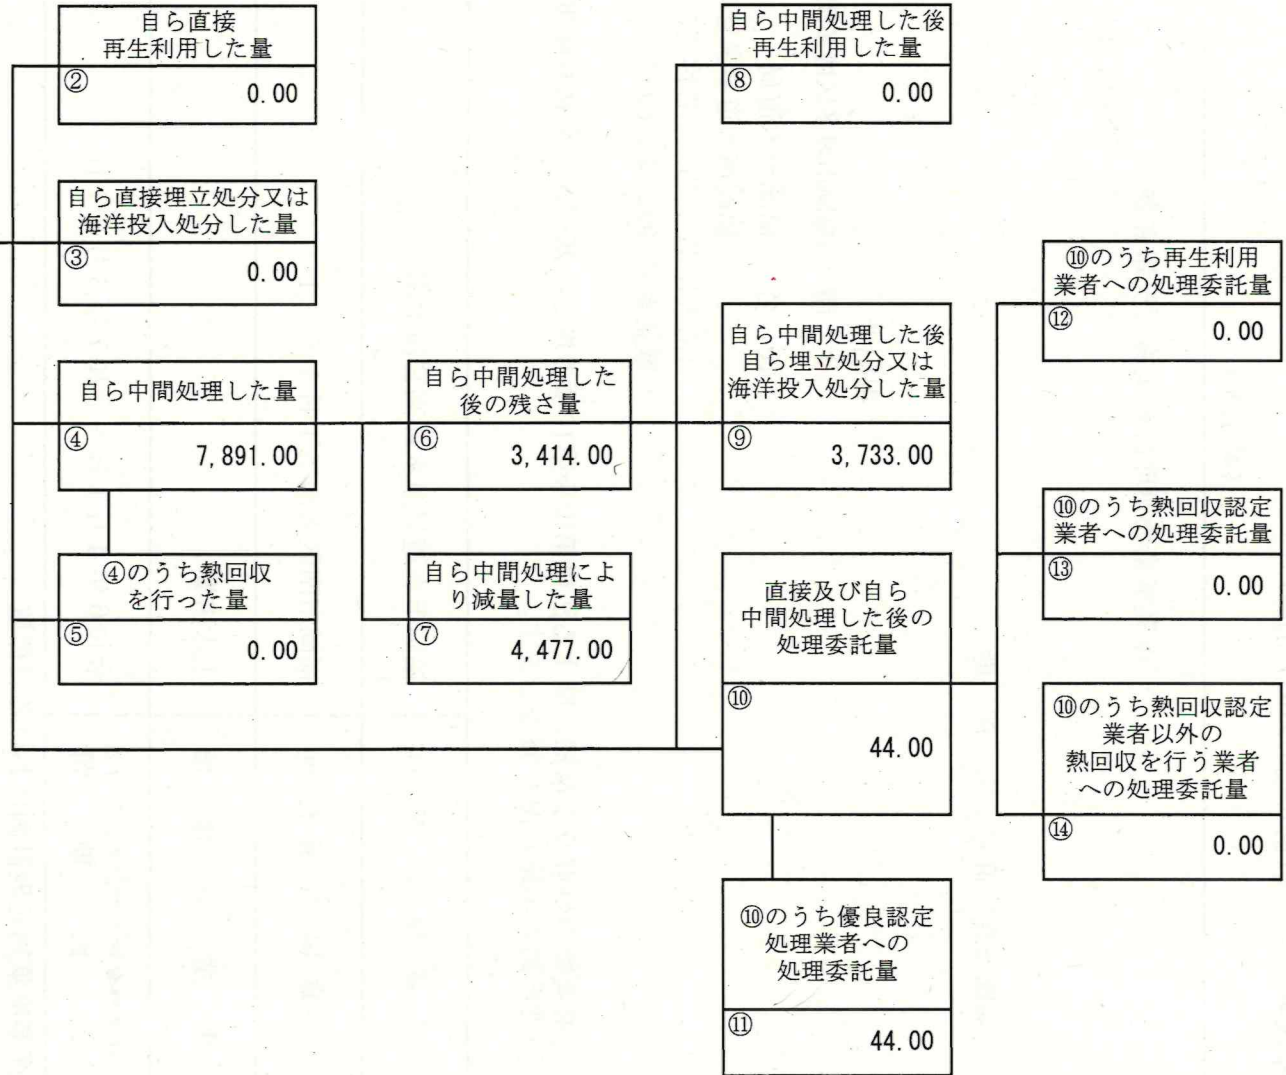 自ら直接
再生利用した量
②
0.00
自ら直接埋立処分又は
海洋投入処分した量
③
0.00
自ら中間処理した量
④
7,891.00
④のうち熱回収
を行った量
⑤
0.00
自ら中間処理した
後の残さ量
⑥
3,414.00
自ら中間処理によ
り減量した量
⑦
4,477.00
自ら中間処理した後
再生利用した量
⑧
0.00
自ら中間処理した後
自ら埋立処分又は
海洋投入処分した量
⑨
3,733.00
直接及び自ら
中間処理した後の
処理委託量
⑩
44.00
⑩のうち優良認定
処理業者への
処理委託量
⑪
44.00
⑩のうち再生利用
業者への処理委託量
⑫
0.00
⑩のうち熱回収認定
業者への処理委託量
⑬
0.00
⑩のうち熱回収認定
業者以外の
熱回収を行う業者
への処理委託量
⑭
0.00